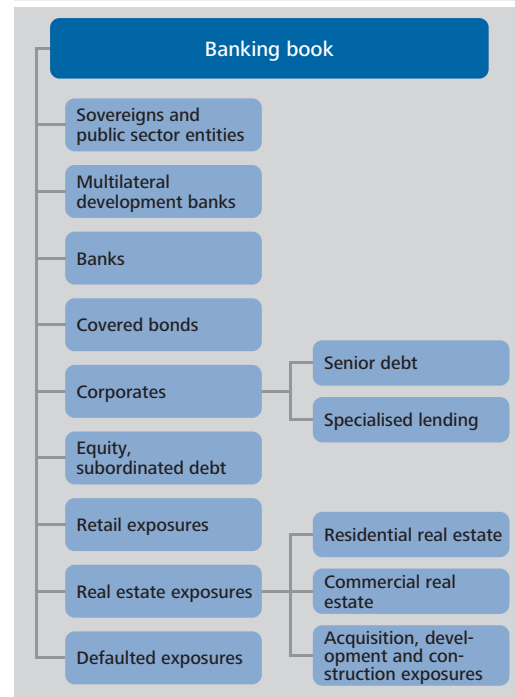 Banking book
Sovereigns and
public sector entities
Multilateral
development banks
Banks
Covered bonds
Corporates
Senior debt
Specialised lending
Equity,
subordinated debt
Retail exposures
Real estate exposures
Residential real estate
Commercial real
estate
Acquisition, devel-
opment and con-
struction exposures
Defaulted exposures